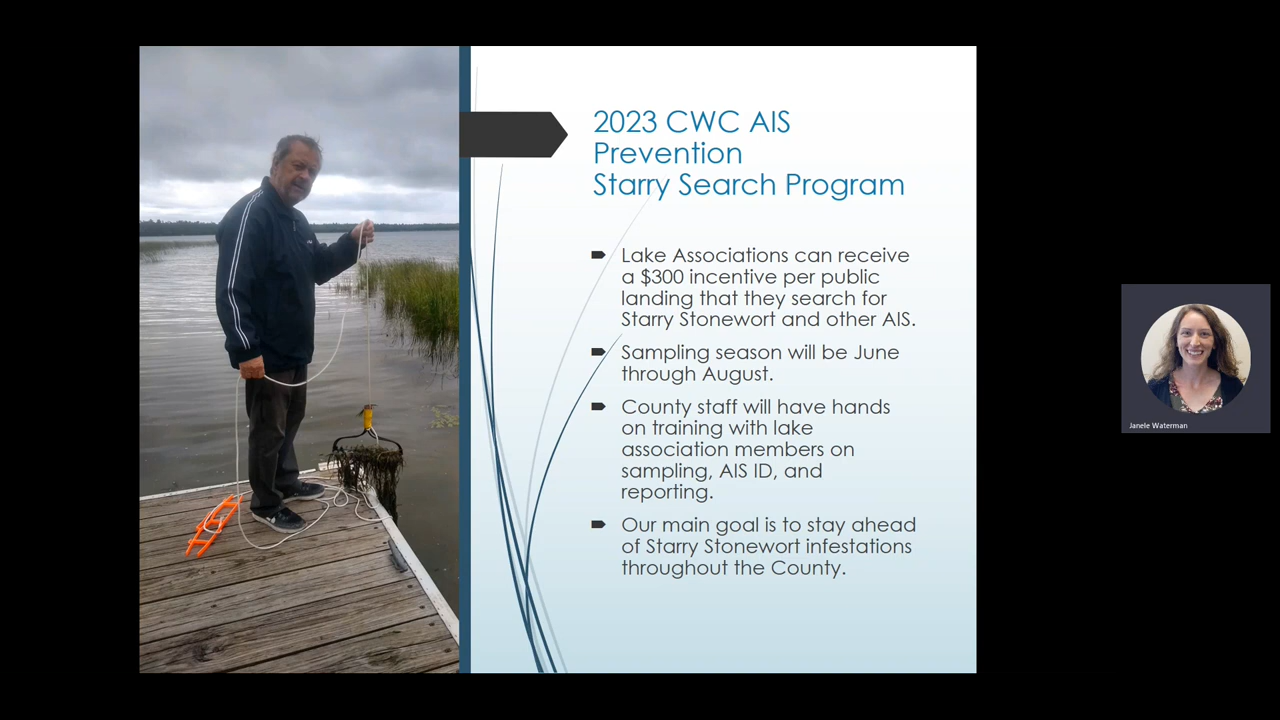 2023 CWC AIS
Prevention
Starry Search Program
Lake Associations can receive
a $300 incentive per public
landing that they search for
Starry Stonewort and other AIS.
Sampling season will be June
through August.
County staff will have hands
on training with lake
association members on
sampling, AIS ID, and
reporting.
Our main goal is to stay ahead
of Starry Stonewort infestations
throughout the County.
Janele Waterman